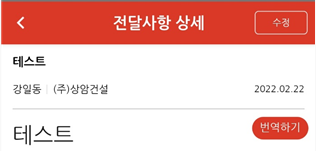 전달사항 상세 수정
테스트
강일동 (주)상암건설 2022.02.22
테스트 번역하기